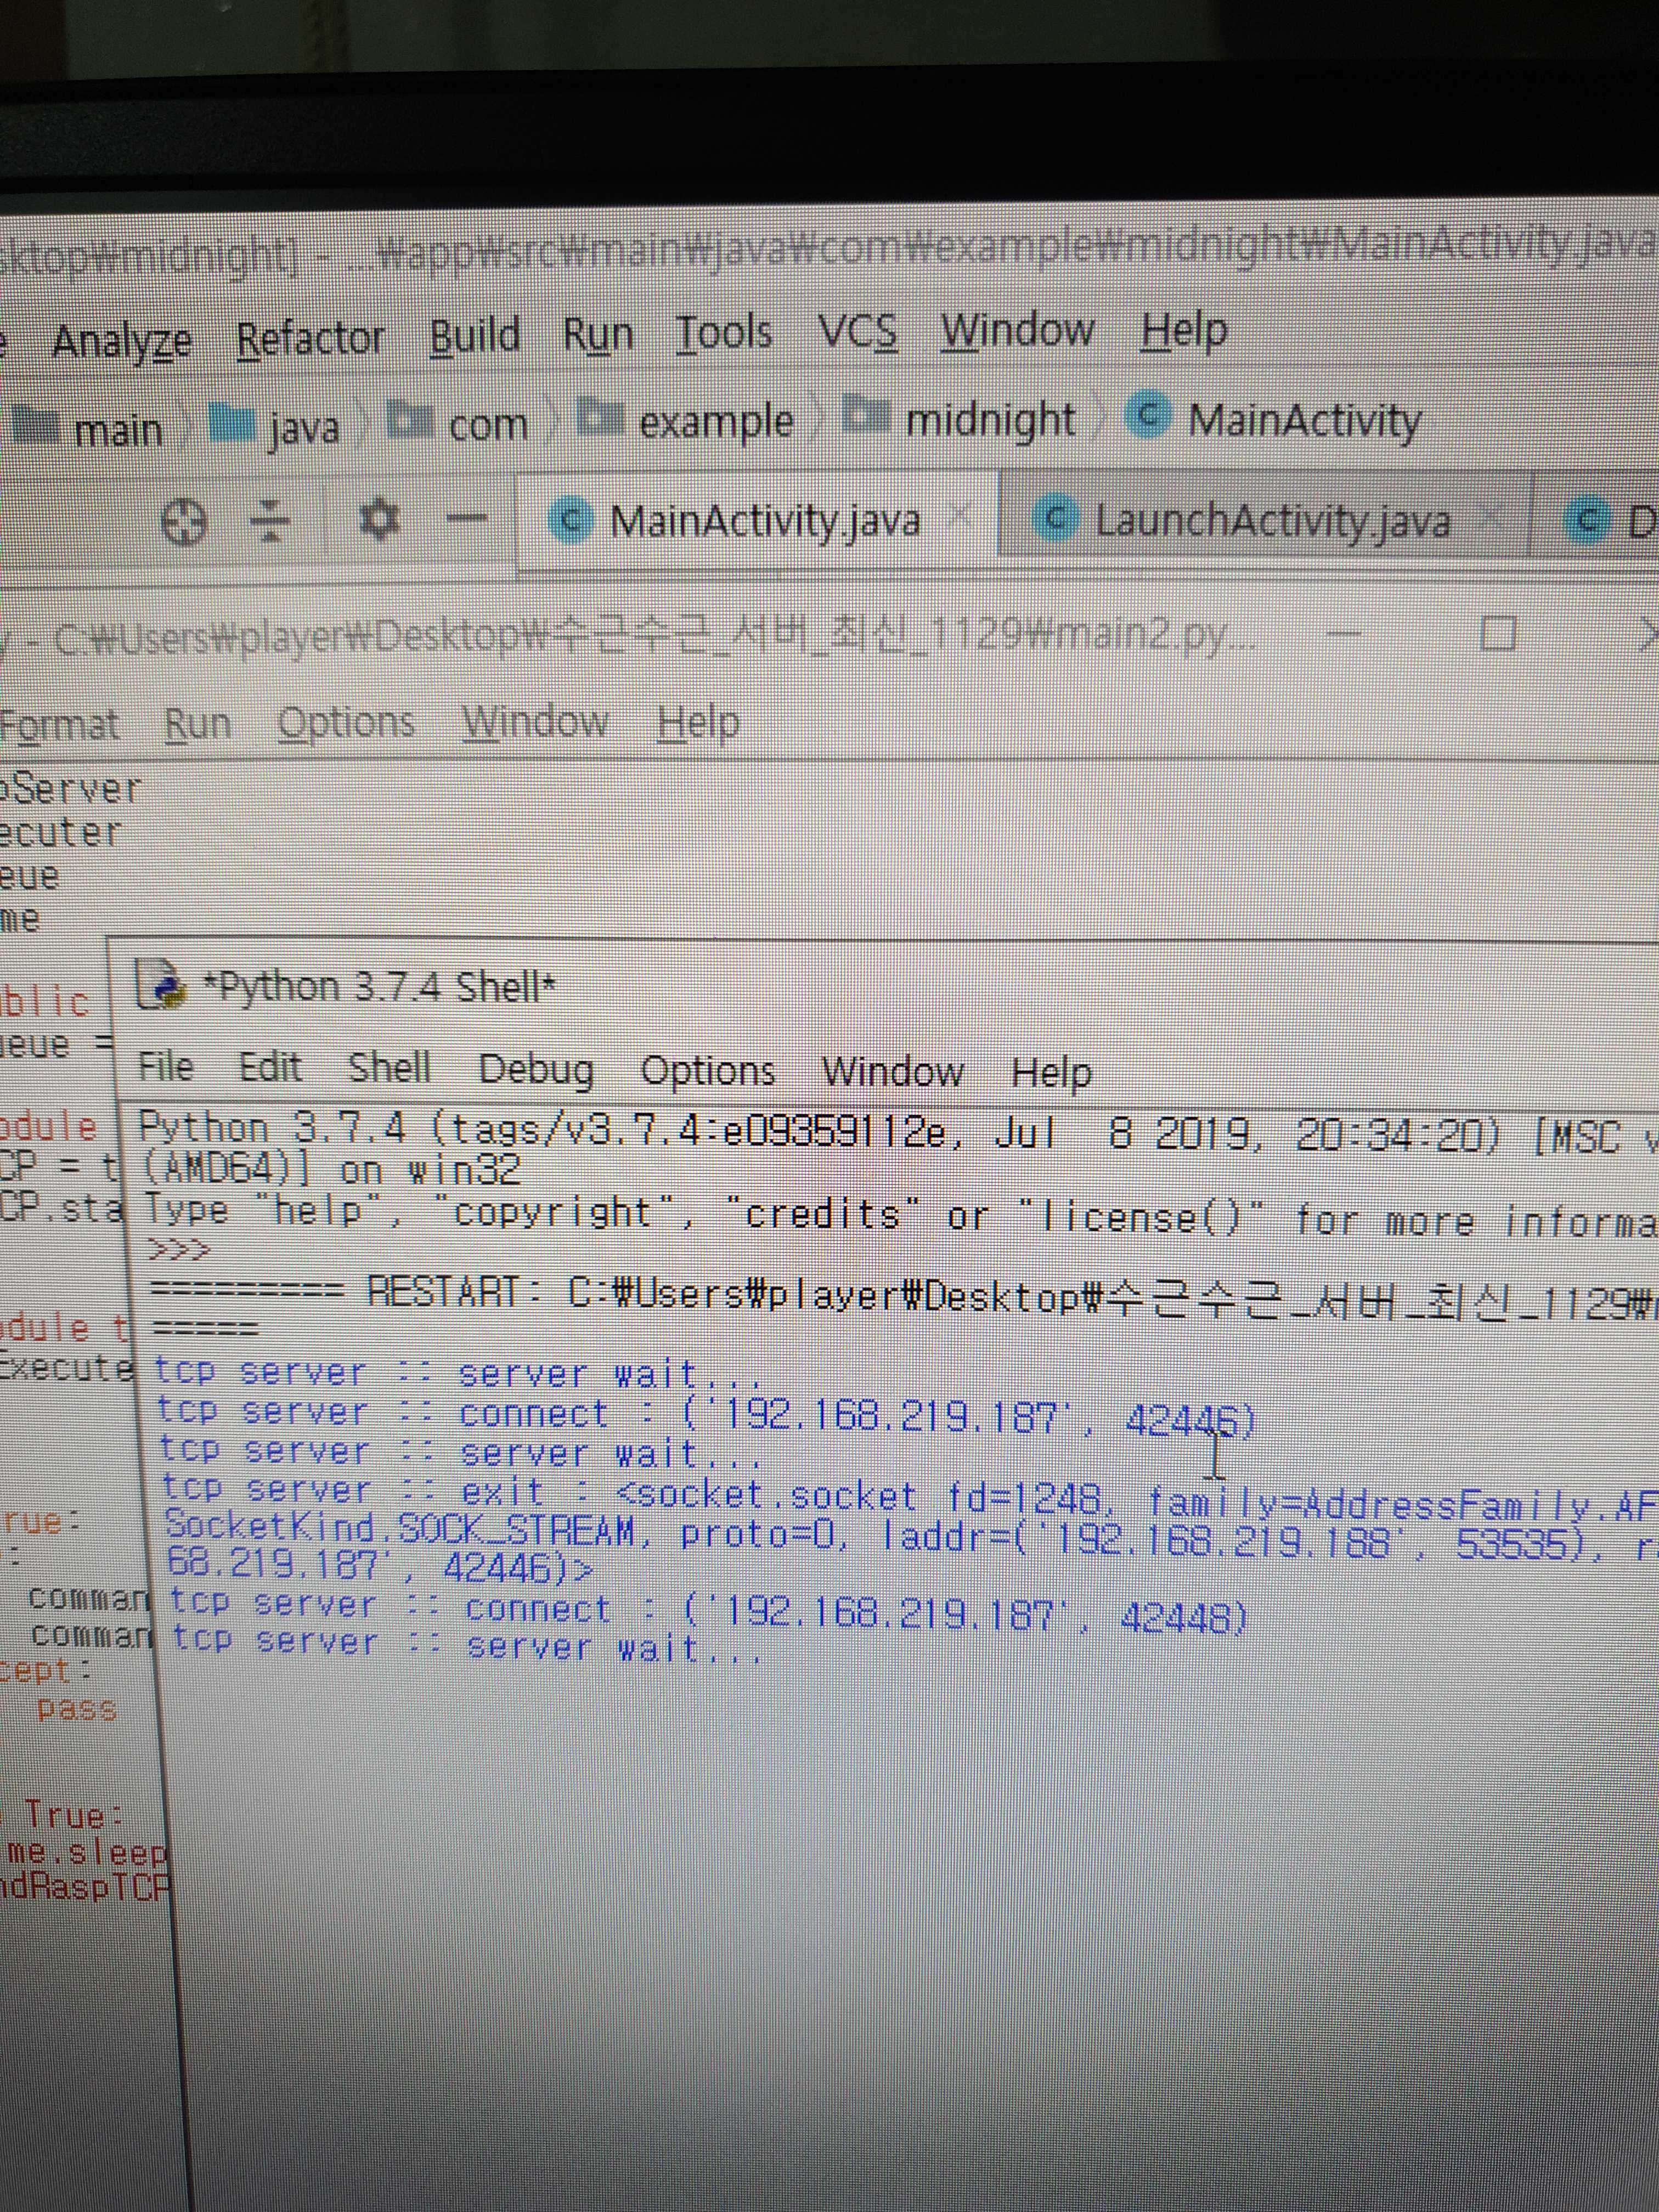 sktop₩midnight] - ...₩app₩src₩main₩java₩com₩example₩midnight₩MainActivity.java
Analyze Refactor Build Run Tools VCS Window Help
main java com example midnight C MainActivity
C MainActivity.java C LaunchActivity.java C D
- C:₩Users₩player₩Desktop₩수근수근_서버_최신_1129₩main2.py...
Format Run Options Window Help
oServer
ecuter
eue
me
*Python 3.7.4 Shell*
blic
ueue =
File Edit Shell Debug Options Window Help
odule
Python 3.7.4 (tags/v3.7.4:e09359112e, Jul 8 2019, 20:34:20) [MSC v
CP = t
(AMD64)] on win32
CP.sta
Type "help", "copyright", "credits" or "license()" for more informa
>>>
========= RESTART: C:₩Users₩player₩Desktop₩수근수근_서버_최신_1129₩
odule t
=====
Execute
tcp server :: server wait...
tcp server :: connect : ('192.168.219.187', 42446)
tcp server :: server wait...
tcp server :: exit : <socket.socket fd=1248, family=AddressFamily.AF
rue:
SocketKind.SOCK_STREAM, proto=0, laddr=('192.168.219.188', 53535), r
:
68.219.187', 42446)>
comman
tcp server :: connect : ('192.168.219.187', 42448)
comman
tcp server :: server wait...
cept:
pass
True:
me.sleep
ndRaspTCP